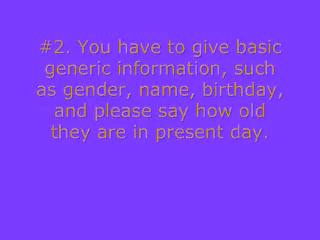 #2. You have to give basic
generic information, such
as gender, name, birthday,
and please say how old
they are in present day.